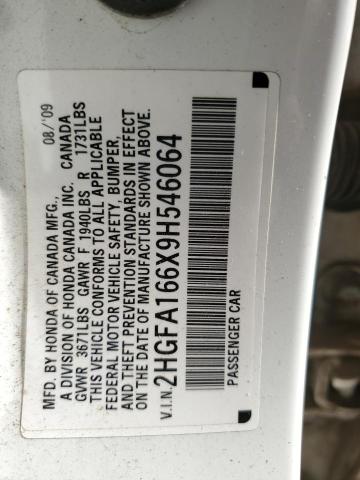 MFD. BY HONDA OF CANADA MFG., 08/'09
A DIVISION OF HONDA CANADA INC. CANADA
GVWR 3671LBS GAWR F 1940LBS R 1731LBS
THIS VEHICLE CONFORMS TO ALL APPLICABLE
FEDERAL MOTOR VEHICLE SAFETY, BUMPER,
AND THEFT PREVENTION STANDARDS IN EFFECT
ON THE DATE OF MANUFACTURE SHOWN ABOVE.
V.I.N. 2HGFA166X9H546064
PASSENGER CAR